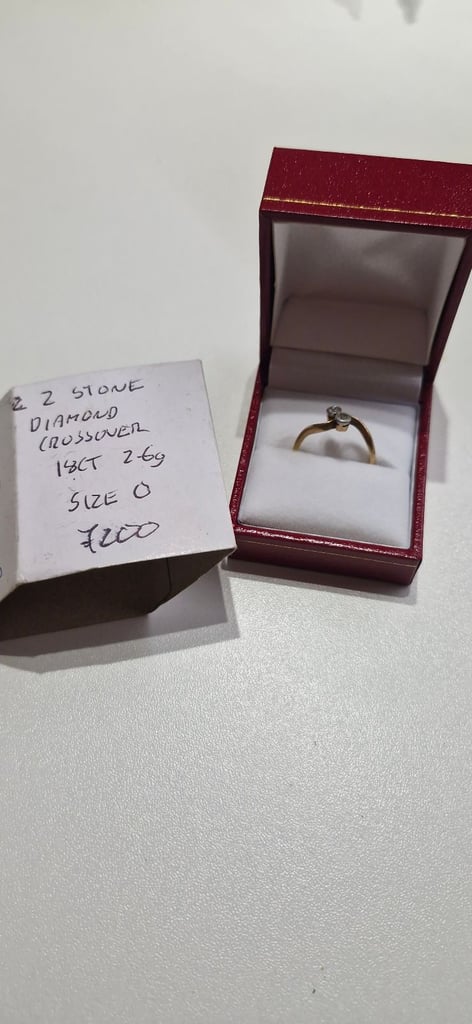 2 STONE
DIAMOND
CROSSOVER
18CT 2.6g
SIZE O
£200